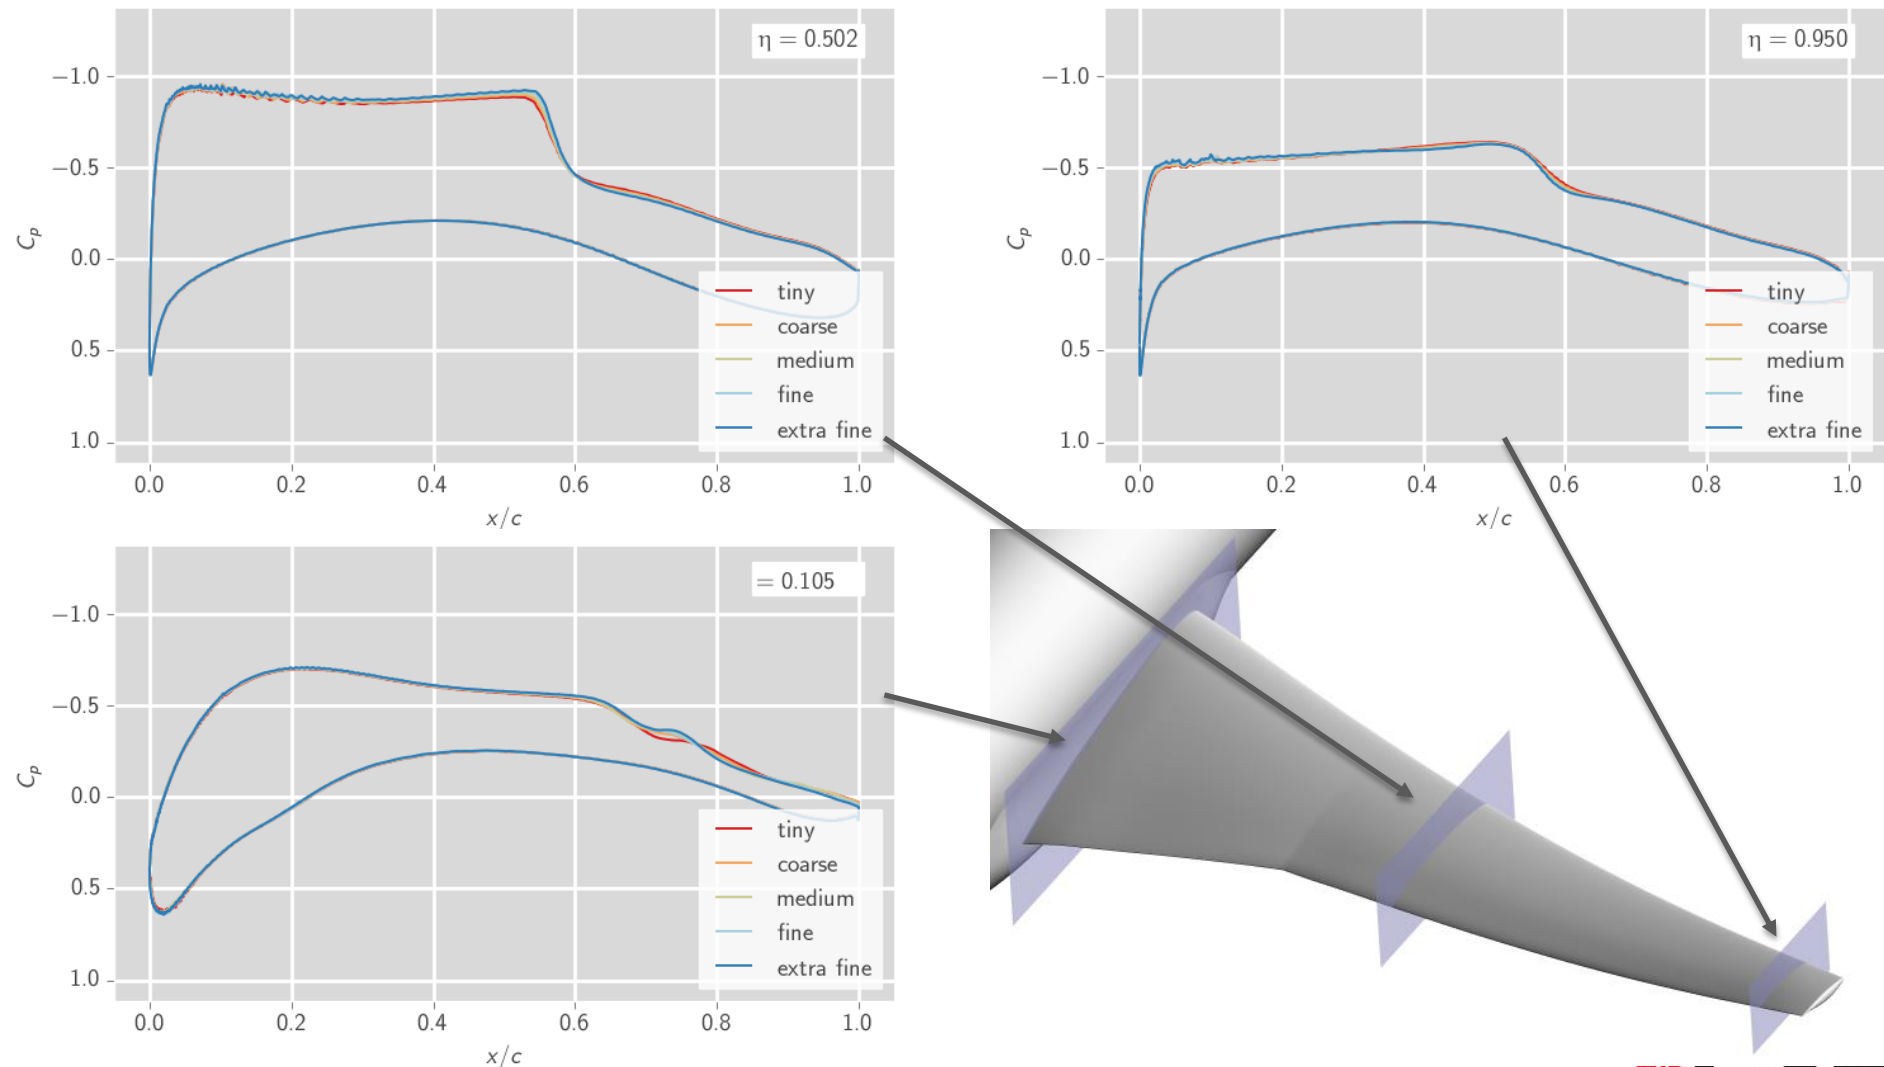 η = 0.502
−1.0
−0.5
0.0
0.5
1.0
C_p
tiny
coarse
medium
fine
extra fine
0.0 0.2 0.4 0.6 0.8 1.0
x/c
η = 0.950
−1.0
−0.5
0.0
0.5
1.0
C_p
tiny
coarse
medium
fine
extra fine
0.0 0.2 0.4 0.6 0.8 1.0
x/c
= 0.105
−1.0
−0.5
0.0
0.5
1.0
C_p
tiny
coarse
medium
fine
extra fine
0.0 0.2 0.4 0.6 0.8 1.0
x/c